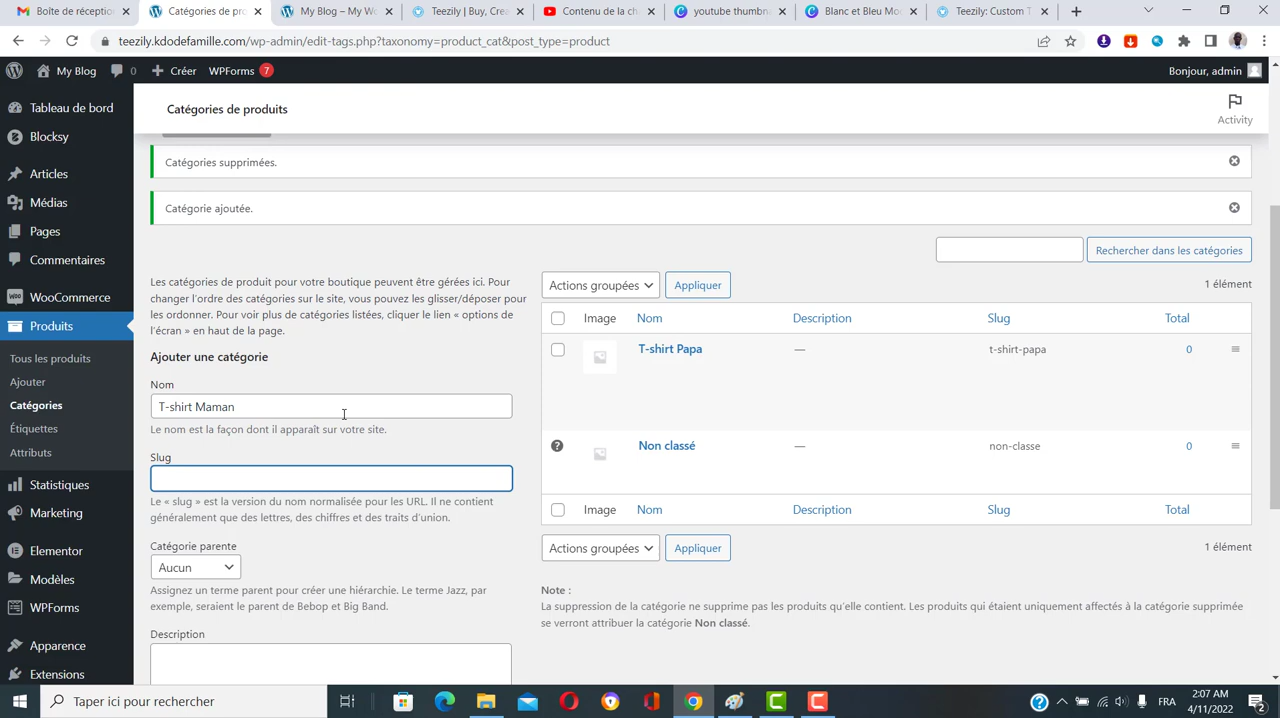 Boîte de réceptio
Catégories de pro
My Blog – My Wo
Teezily | Buy, Crea
Contenu de la cha
youtube thumbna
Blanc et Bleu Mod
Teezily: Custom T
teezily.kdodefamille.com/wp-admin/edit-tags.php?taxonomy=product_cat&post_type=product
My Blog
0
Créer
WPForms
7
Bonjour, admin
Tableau de bord
Blocksy
Articles
Médias
Pages
Commentaires
WooCommerce
Produits
Tous les produits
Ajouter
Catégories
Étiquettes
Attributs
Statistiques
Marketing
Elementor
Modèles
WPForms
Apparence
Extensions
Catégories de produits
Activity
Catégories supprimées.
Catégorie ajoutée.
Rechercher dans les catégories
Les catégories de produit pour votre boutique peuvent être gérées ici. Pour
changer l'ordre des catégories sur le site, vous pouvez les glisser/déposer pour
les ordonner. Pour voir plus de catégories listées, cliquer le lien « options de
l'écran » en haut de la page.
Ajouter une catégorie
Nom
T-shirt Maman
Le nom est la façon dont il apparaît sur votre site.
Slug
Le « slug » est la version du nom normalisée pour les URL. Il ne contient
généralement que des lettres, des chiffres et des traits d'union.
Catégorie parente
Aucun
Assignez un terme parent pour créer une hiérarchie. Le terme Jazz, par
exemple, seraient le parent de Bebop et Big Band.
Description
Actions groupées
Appliquer
1 élément
Image Nom Description Slug Total
T-shirt Papa — t-shirt-papa 0
Non classé — non-classe 0
Image Nom Description Slug Total
Actions groupées
Appliquer
1 élément
Note :
La suppression de la catégorie ne supprime pas les produits qu'elle contient. Les produits qui étaient uniquement affectés à la catégorie supprimée
se verront attribuer la catégorie Non classé.
Taper ici pour rechercher
FRA
2:07 AM
4/11/2022
2